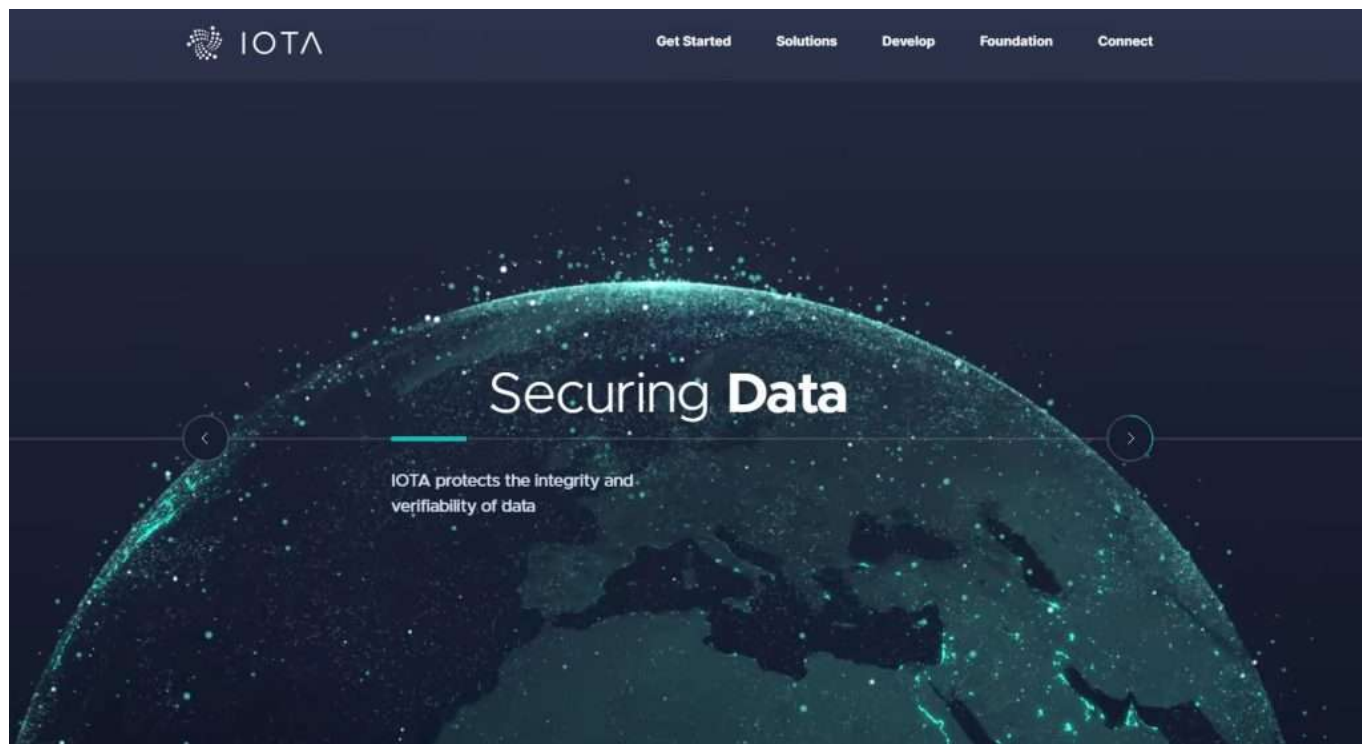 IOTA
Get Started Solutions Develop Foundation Connect
Securing Data
IOTA protects the integrity and
verifiability of data